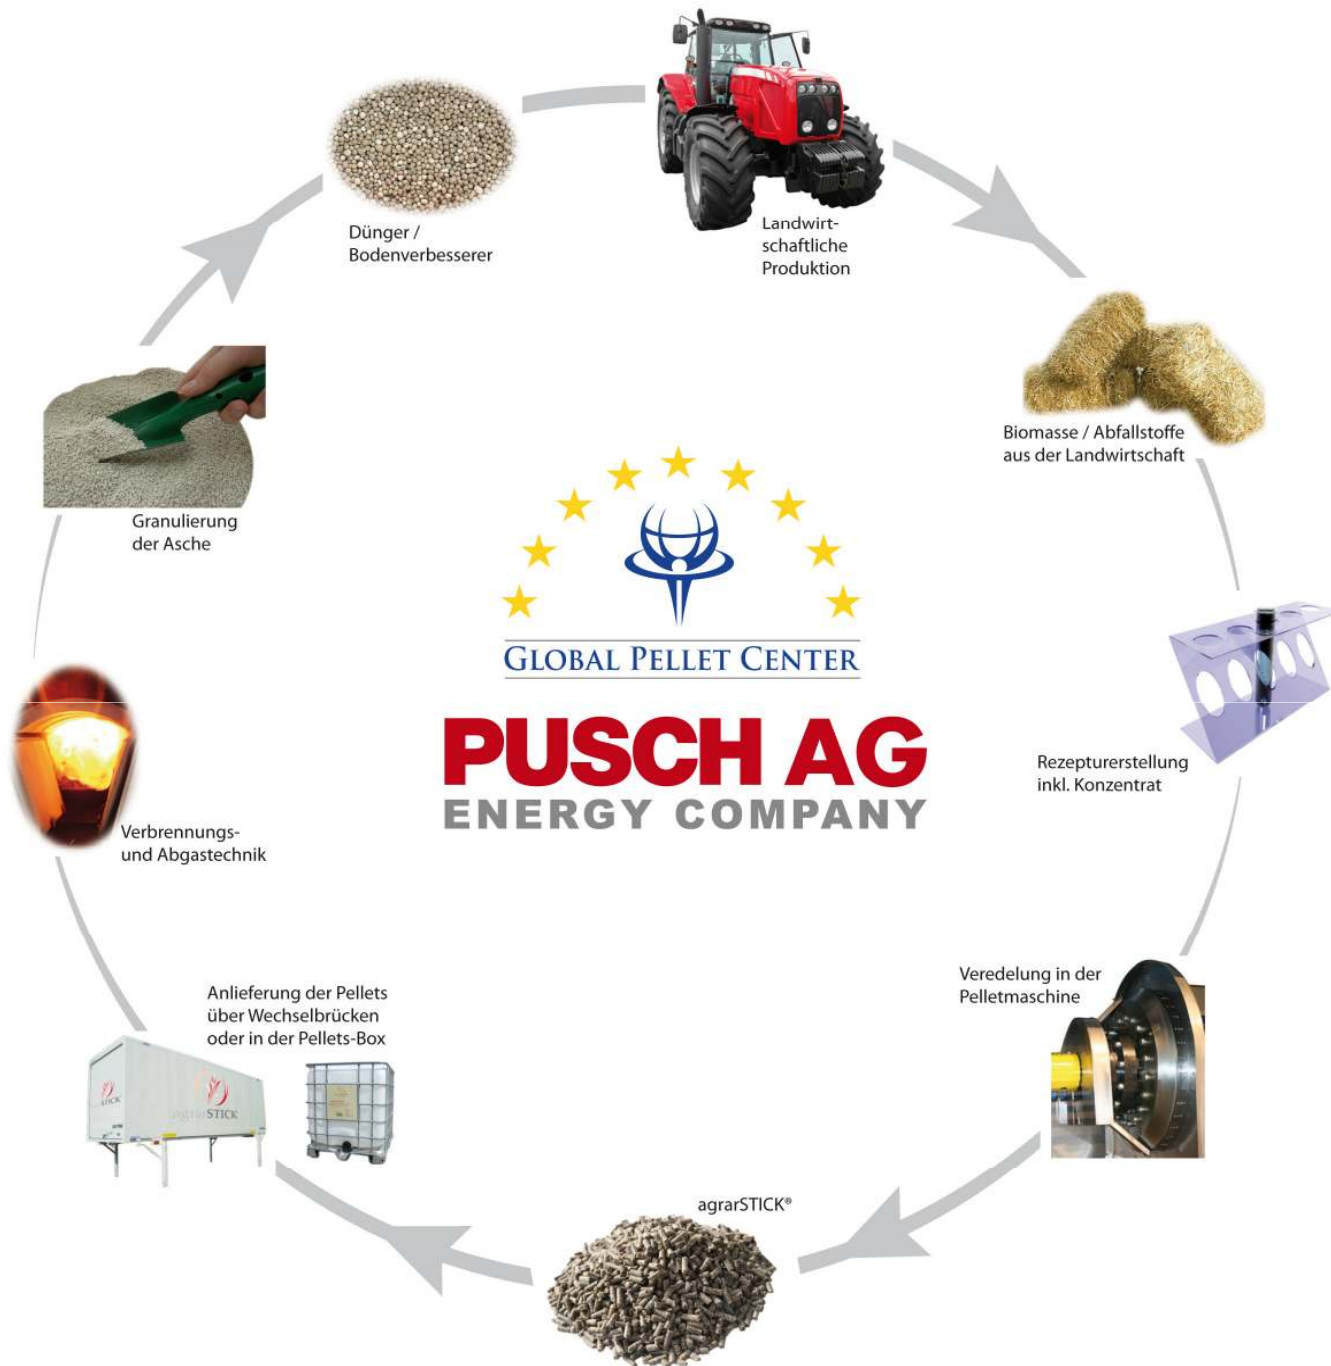 Dünger /
Bodenverbesserer
Landwirt-
schaftliche
Produktion
Biomasse / Abfallstoffe
aus der Landwirtschaft
Granulierung
der Asche
GLOBAL PELLET CENTER
PUSCH AG
ENERGY COMPANY
Rezepturerstellung
inkl. Konzentrat
Verbrennungs-
und Abgastechnik
Veredelung in der
Pelletmaschine
Anlieferung der Pellets
über Wechselbrücken
oder in der Pellets-Box
STICK
agrarSTICK
agrarSTICK®